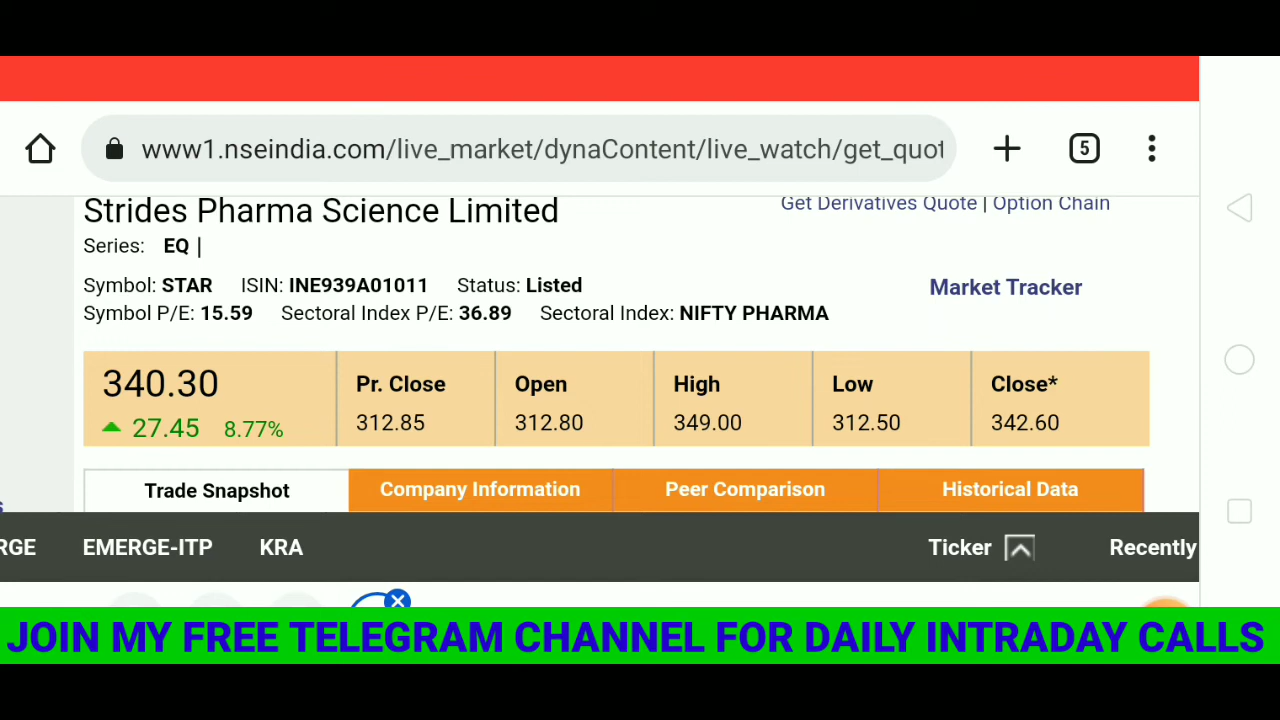 www1.nseindia.com/live_market/dynaContent/live_watch/get_quot
5
Strides Pharma Science Limited
Get Derivatives Quote | Option Chain
Series: EQ |
Symbol: STAR ISIN: INE939A01011 Status: Listed
Market Tracker
Symbol P/E: 15.59 Sectoral Index P/E: 36.89 Sectoral Index: NIFTY PHARMA
340.30 Pr. Close Open High Low Close*
27.45 8.77% 312.85 312.80 349.00 312.50 342.60
Trade Snapshot Company Information Peer Comparison Historical Data
RGE EMERGE-ITP KRA Ticker Recently
JOIN MY FREE TELEGRAM CHANNEL FOR DAILY INTRADAY CALLS